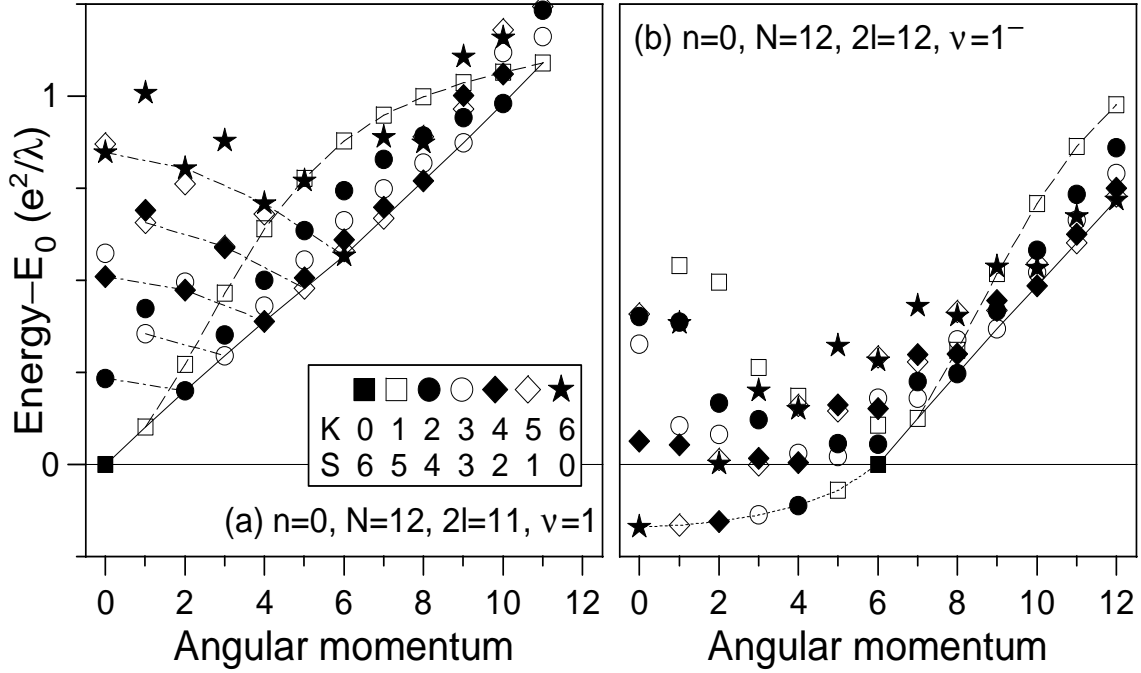 Energy–E0 (e2/λ)
1
0
K 0 1 2 3 4 5 6
S 6 5 4 3 2 1 0
(a) n=0, N=12, 2l=11, ν=1
0 2 4 6 8 10 12
Angular momentum
(b) n=0, N=12, 2l=12, ν=1–
0 2 4 6 8 10 12
Angular momentum